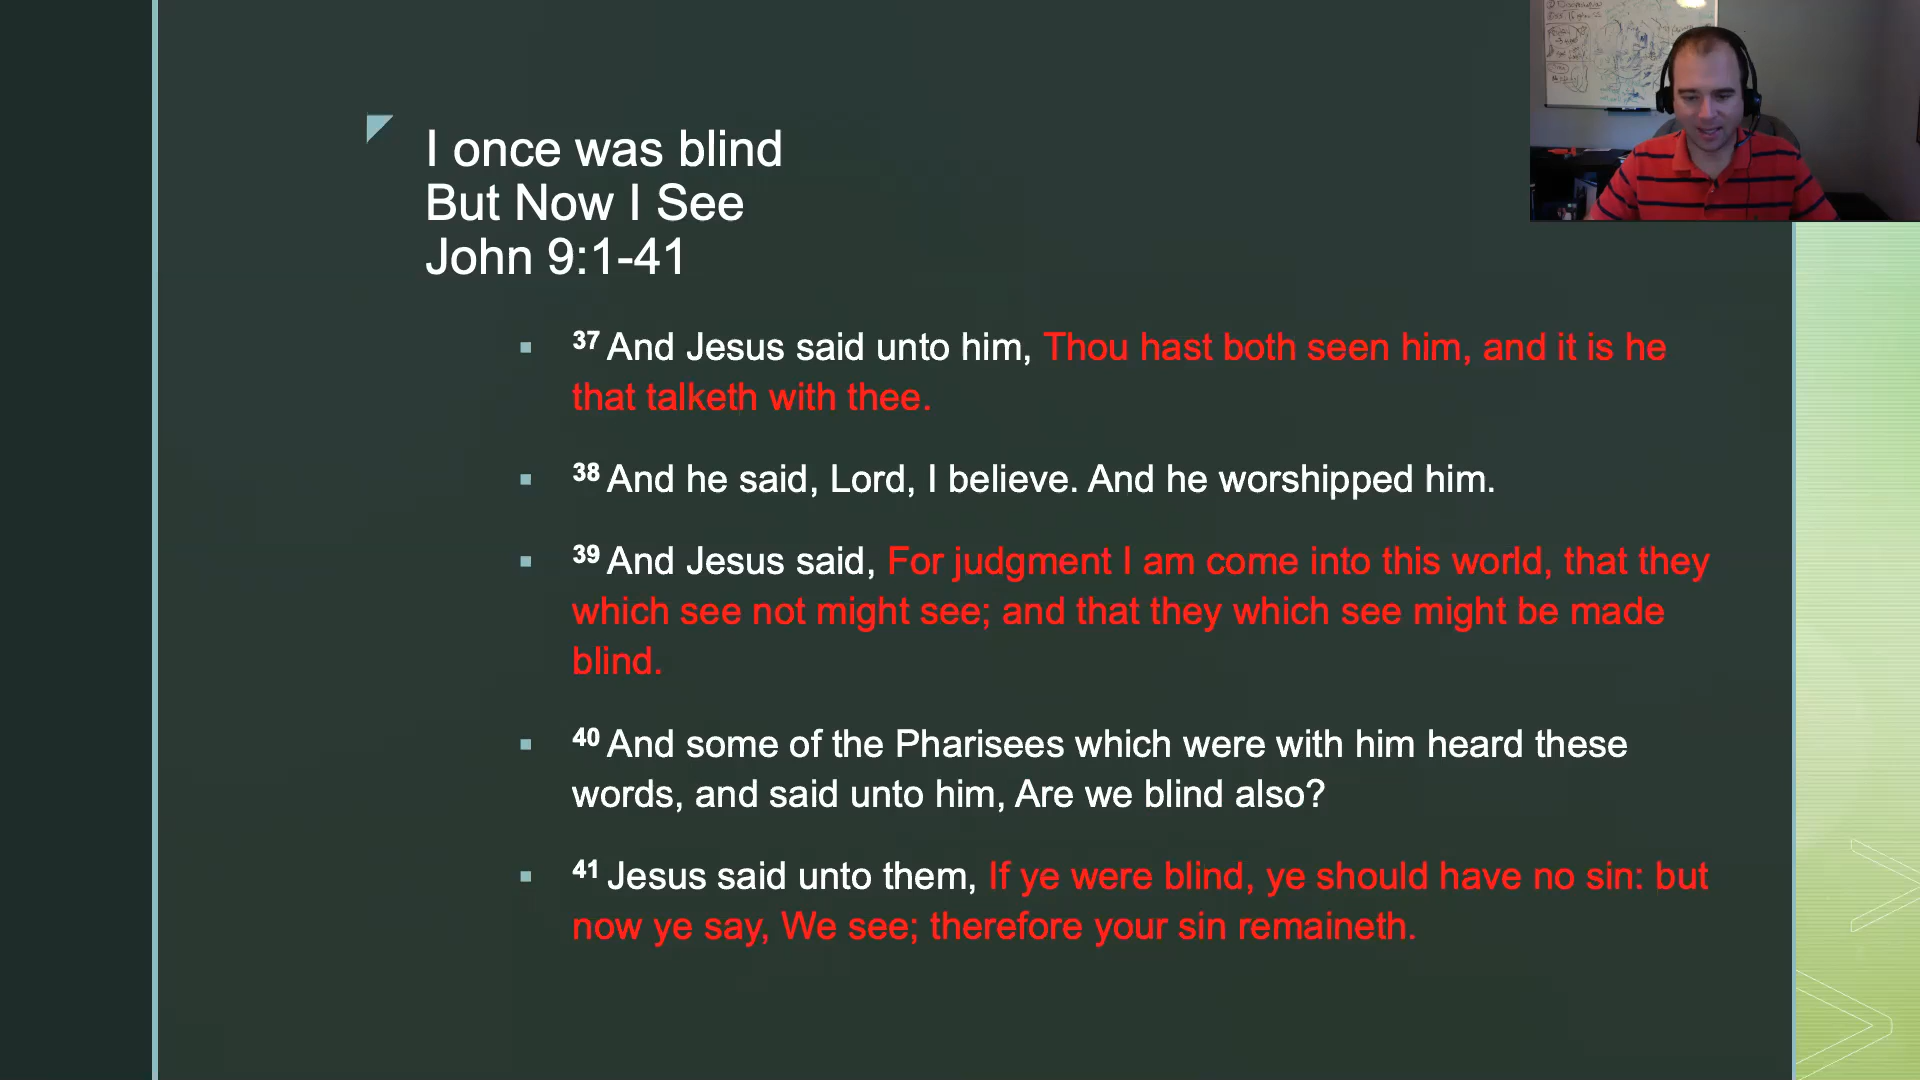 I once was blind
But Now I See
John 9:1-41
37 And Jesus said unto him, Thou hast both seen him, and it is he
that talketh with thee.
38 And he said, Lord, I believe. And he worshipped him.
39 And Jesus said, For judgment I am come into this world, that they
which see not might see; and that they which see might be made
blind.
40 And some of the Pharisees which were with him heard these
words, and said unto him, Are we blind also?
41 Jesus said unto them, If ye were blind, ye should have no sin: but
now ye say, We see; therefore your sin remaineth.